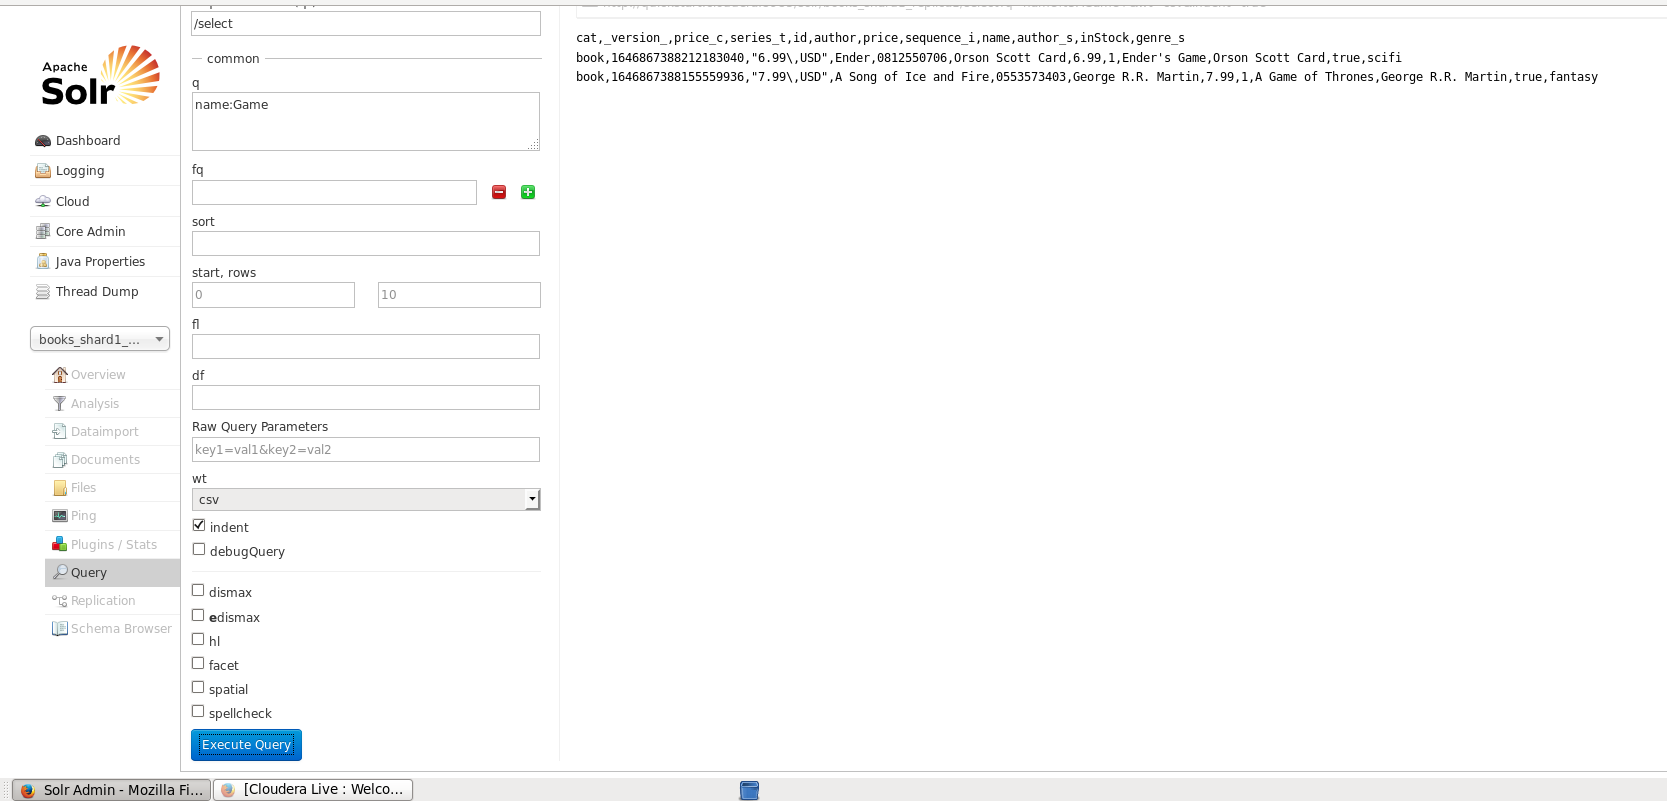 /select
common
q
name:Game
fq
sort
start, rows
0
10
fl
df
Raw Query Parameters
key1=val1&key2=val2
wt
csv
indent
debugQuery
dismax
edismax
hl
facet
spatial
spellcheck
Execute Query
Apache
Solr
Dashboard
Logging
Cloud
Core Admin
Java Properties
Thread Dump
books_shard1_...
Overview
Analysis
Dataimport
Documents
Files
Ping
Plugins / Stats
Query
Replication
Schema Browser
cat,_version_,price_c,series_t,id,author,price,sequence_i,name,author_s,inStock,genre_s
book,1646867388212183040,"6.99\,USD",Ender,0812550706,Orson Scott Card,6.99,1,Ender's Game,Orson Scott Card,true,scifi
book,1646867388155559936,"7.99\,USD",A Song of Ice and Fire,0553573403,George R.R. Martin,7.99,1,A Game of Thrones,George R.R. Martin,true,fantasy
Solr Admin - Mozilla Fi...
[Cloudera Live : Welco...